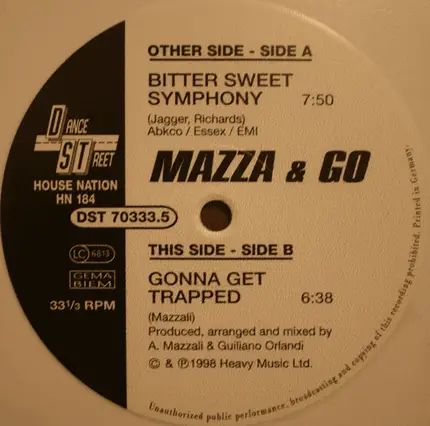 OTHER SIDE - SIDE A
BITTER SWEET
SYMPHONY 7:50
(Jagger, Richards)
Abkco / Essex / EMI
DANCE
STREET
HOUSE NATION
HN 184
DST 70333.5
MAZZA & GO
LC 6813
GEMA
BIEM
33 1/3 RPM
THIS SIDE - SIDE B
GONNA GET
TRAPPED 6:38
(Mazzali)
Produced, arranged and mixed by
A. Mazzali & Guiliano Orlandi
© & ℗ 1998 Heavy Music Ltd.
Unauthorized public performance, broadcasting and copying of this recording prohibited. Printed in Germany.